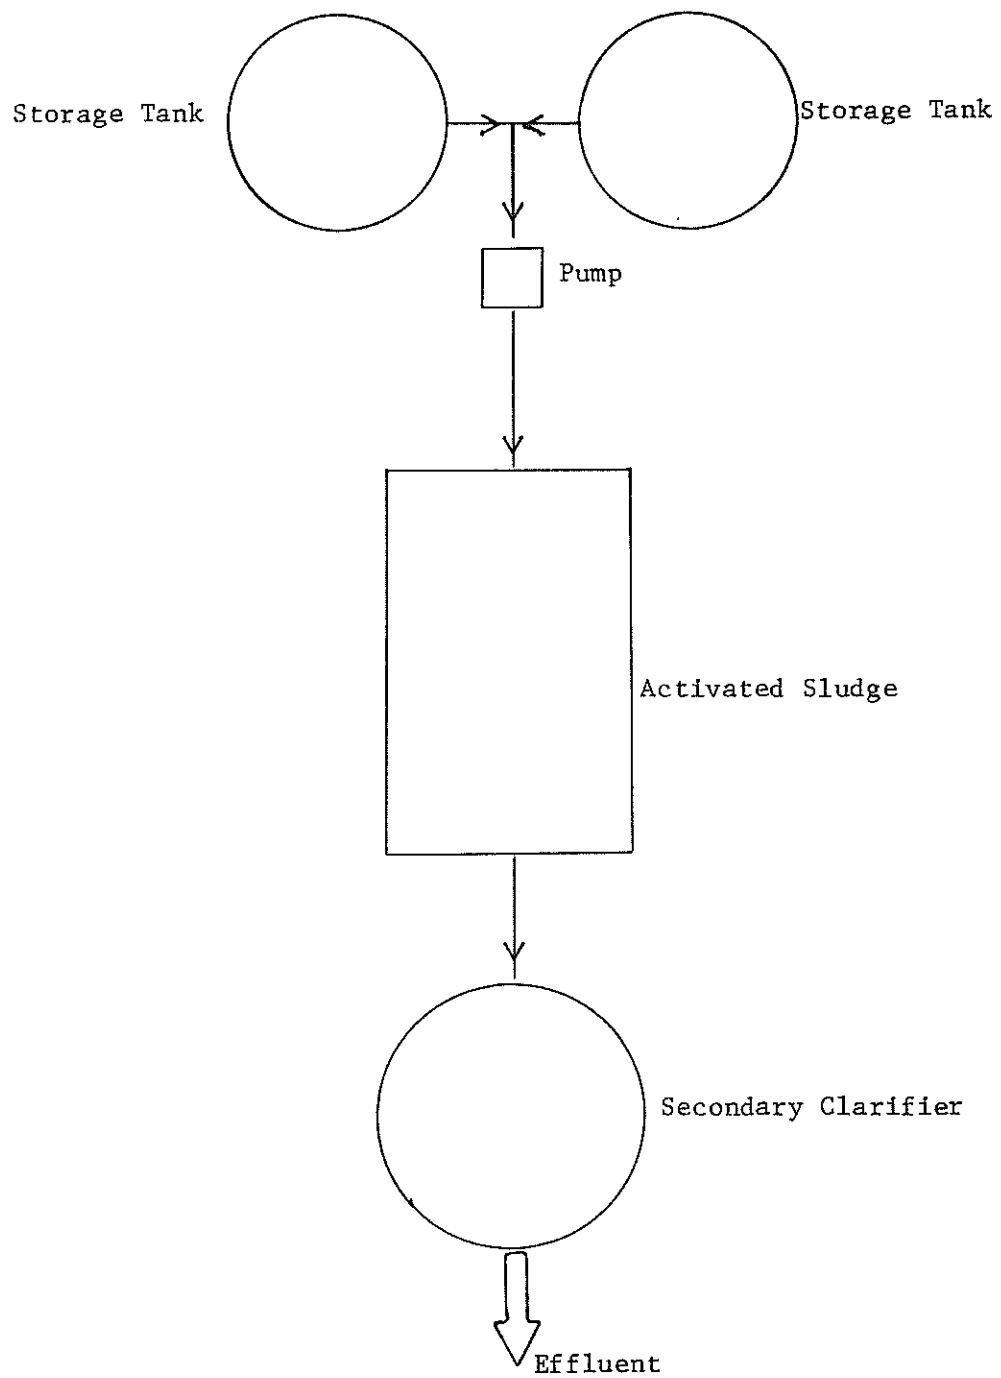 Storage Tank
Storage Tank
Pump
Activated Sludge
Secondary Clarifier
Effluent